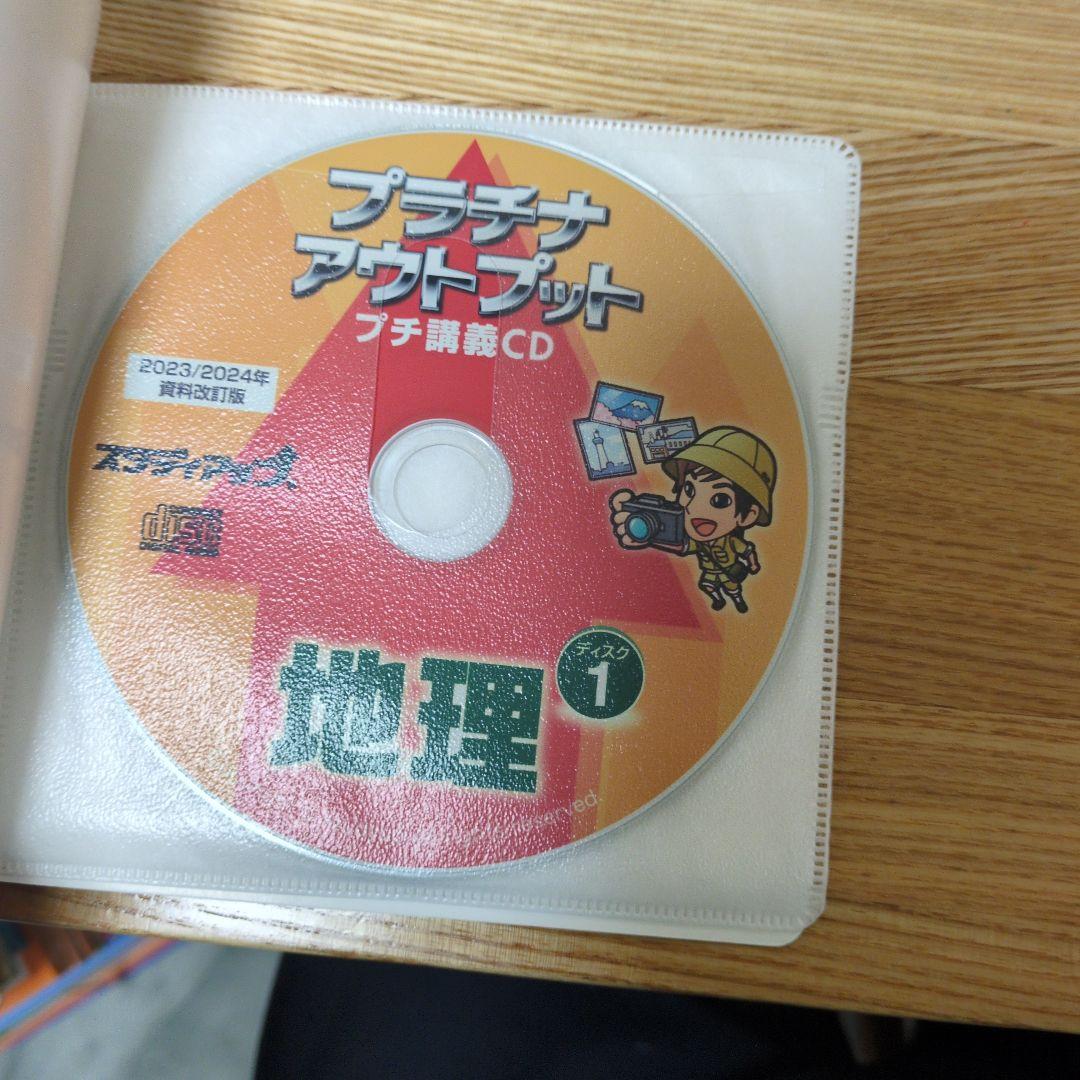 プラチナ
アウトプット
プチ講義CD
2023/2024年
資料改訂版
スタディアップ
disc
ディスク
1
地理
reserved.